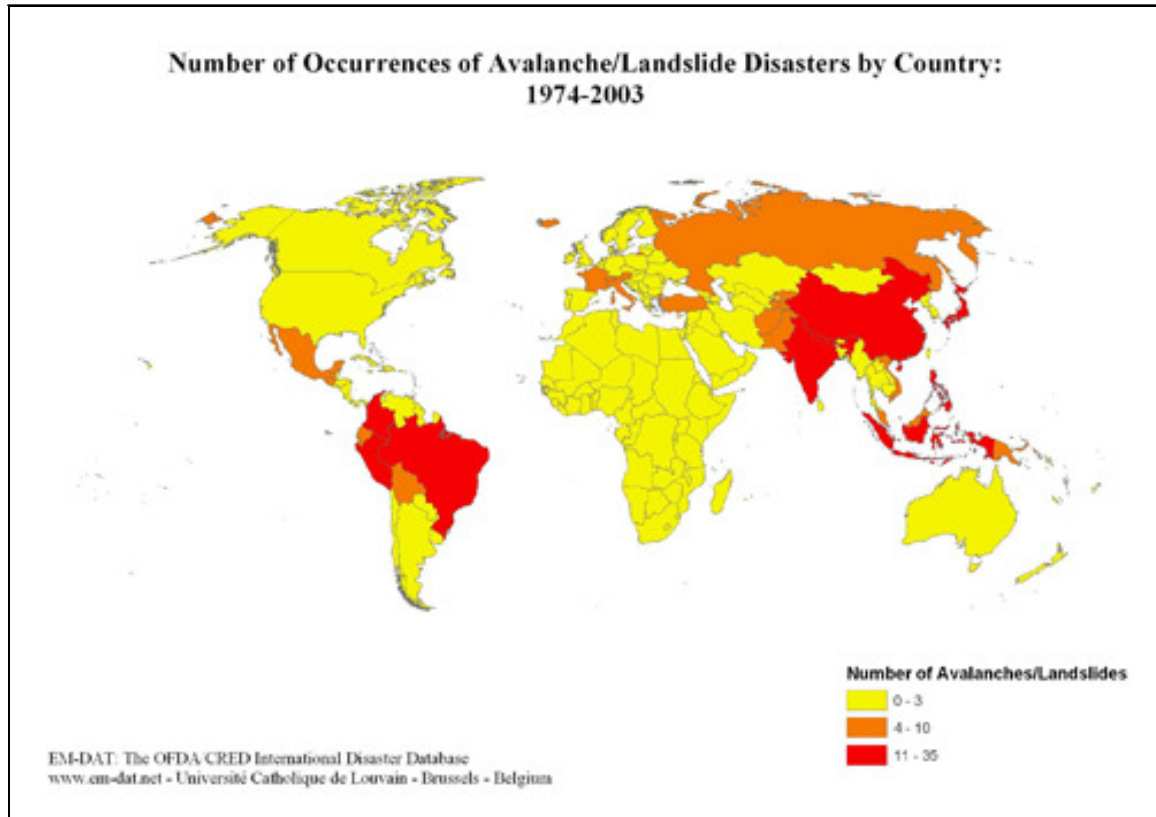 Number of Occurrences of Avalanche/Landslide Disasters by Country:
1974-2003
Number of Avalanches/Landslides
0 - 3
4 - 10
11 - 35
EM-DAT: The OFDA/CRED International Disaster Database
www.em-dat.net - Université Catholique de Louvain - Brussels - Belgium